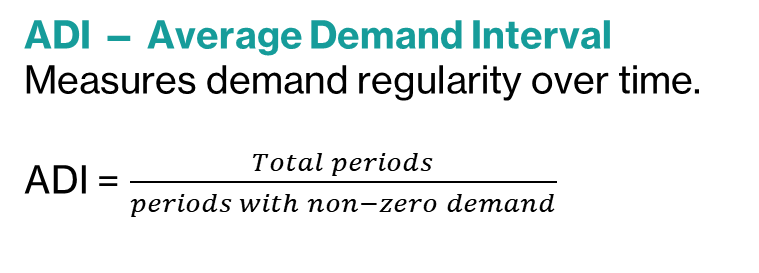 ADI – Average Demand Interval
Measures demand regularity over time.
ADI = Total periods
periods with non−zero demand